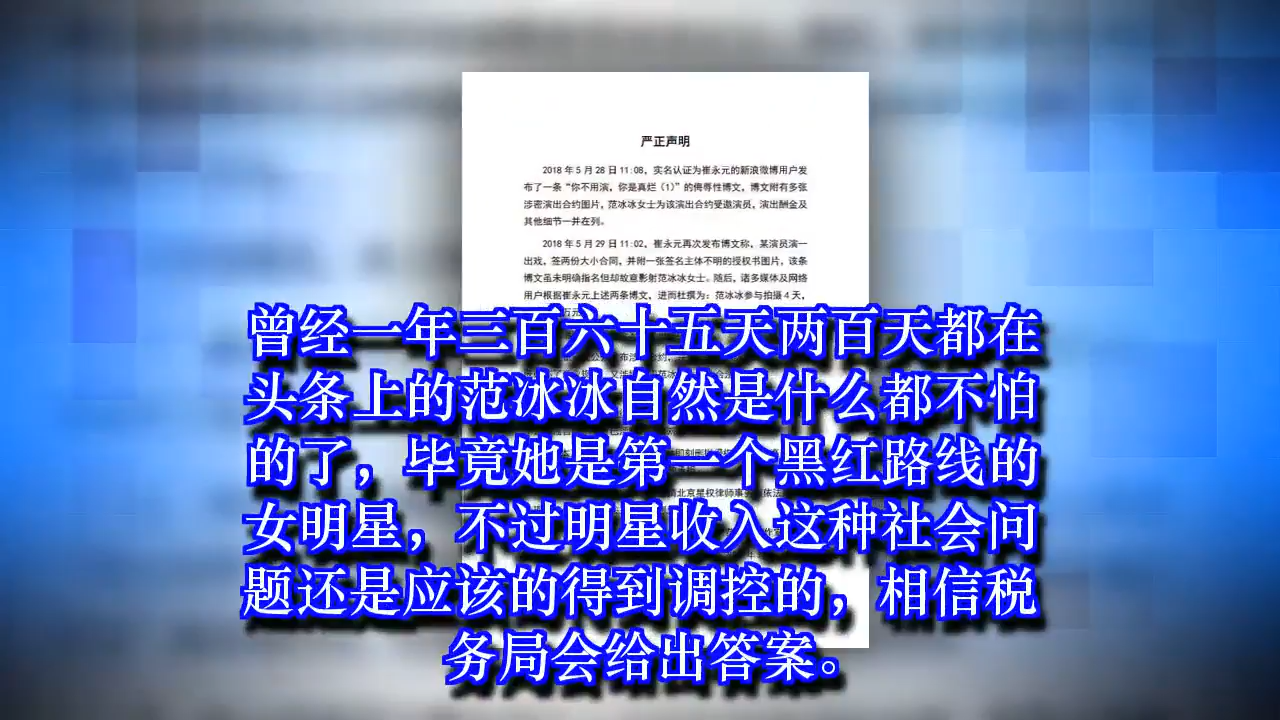 严正声明
2018 年 5 月 28 日 11:08，实名认证为崔永元的新浪微博用户发
布了一条“你不用演，你是真烂（1）”的侮辱性博文，博文附有多张
涉密演出合约图片，范冰冰女士为该演出合约受邀演员，演出酬金及
其他细节一并在列。
2018 年 5 月 29 日 11:02，崔永元再次发布博文称，某演员演一
出戏，签两份大小合同，并附一张签名主体不明的授权书图片，该条
博文虽未明确指名但却故意影射范冰冰女士。随后，诸多媒体及网络
用户根据崔永元上述两条博文，进而杜撰为：范冰冰参与拍摄 4 天，
曾经一年三百六十五天两百天都在
头条上的范冰冰自然是什么都不怕
的了，毕竟她是第一个黑红路线的
女明星，不过明星收入这种社会问
题还是应该的得到调控的，相信税
务局会给出答案。